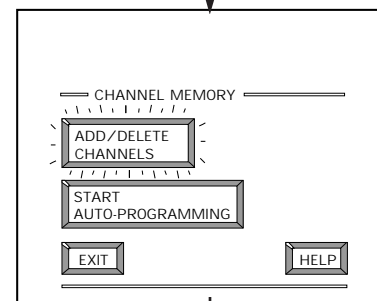 CHANNEL MEMORY
ADD/DELETE
CHANNELS
START
AUTO-PROGRAMMING
EXIT HELP